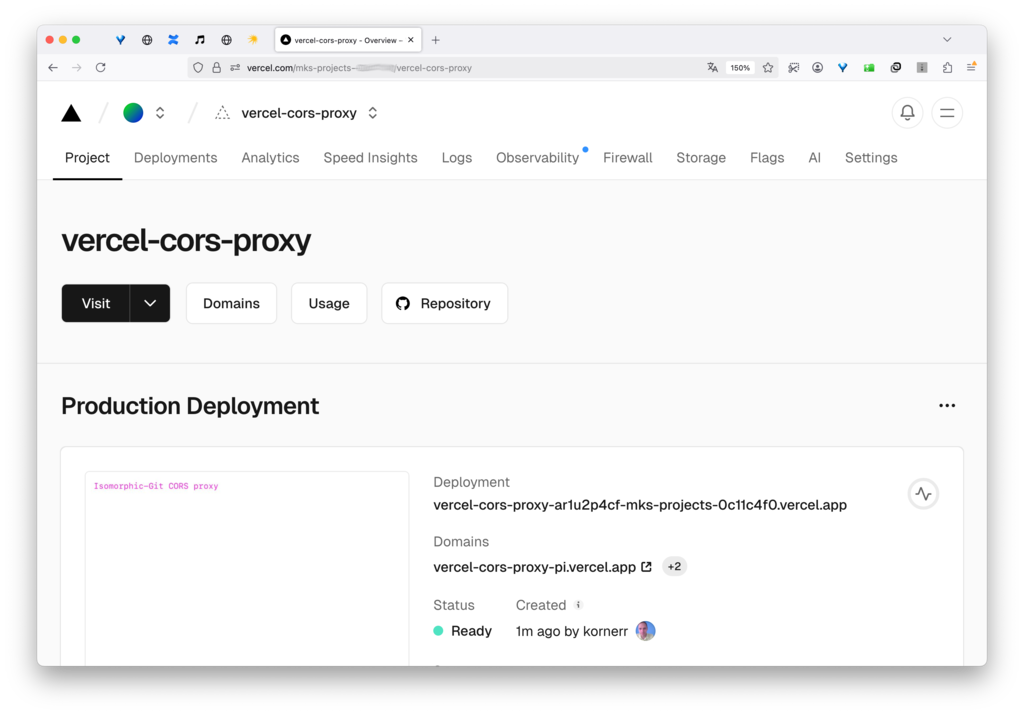 vercel-cors-proxy - Overview –
vercel.com/mks-projects- /vercel-cors-proxy
150%
vercel-cors-proxy
Project Deployments Analytics Speed Insights Logs Observability Firewall Storage Flags AI Settings
vercel-cors-proxy
Visit Domains Usage Repository
Production Deployment
Isomorphic-Git CORS proxy
Deployment
vercel-cors-proxy-ar1u2p4cf-mks-projects-0c11c4f0.vercel.app
Domains
vercel-cors-proxy-pi.vercel.app +2
Status Created
Ready 1m ago by kornerr